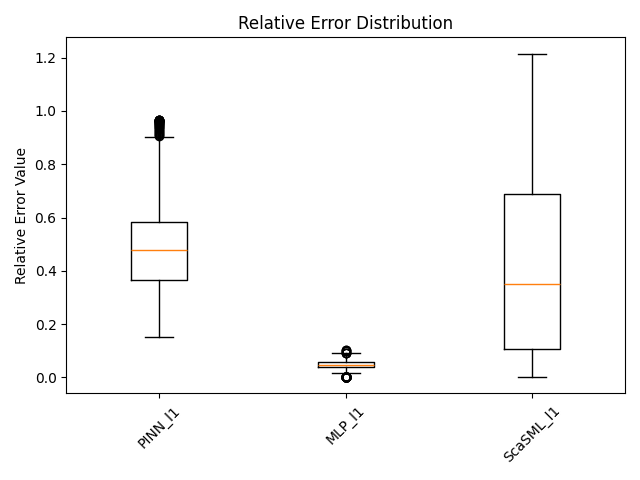 Relative Error Distribution
Relative Error Value
1.2
1.0
0.8
0.6
0.4
0.2
0.0
PINN_l1
MLP_l1
ScaSML_l1